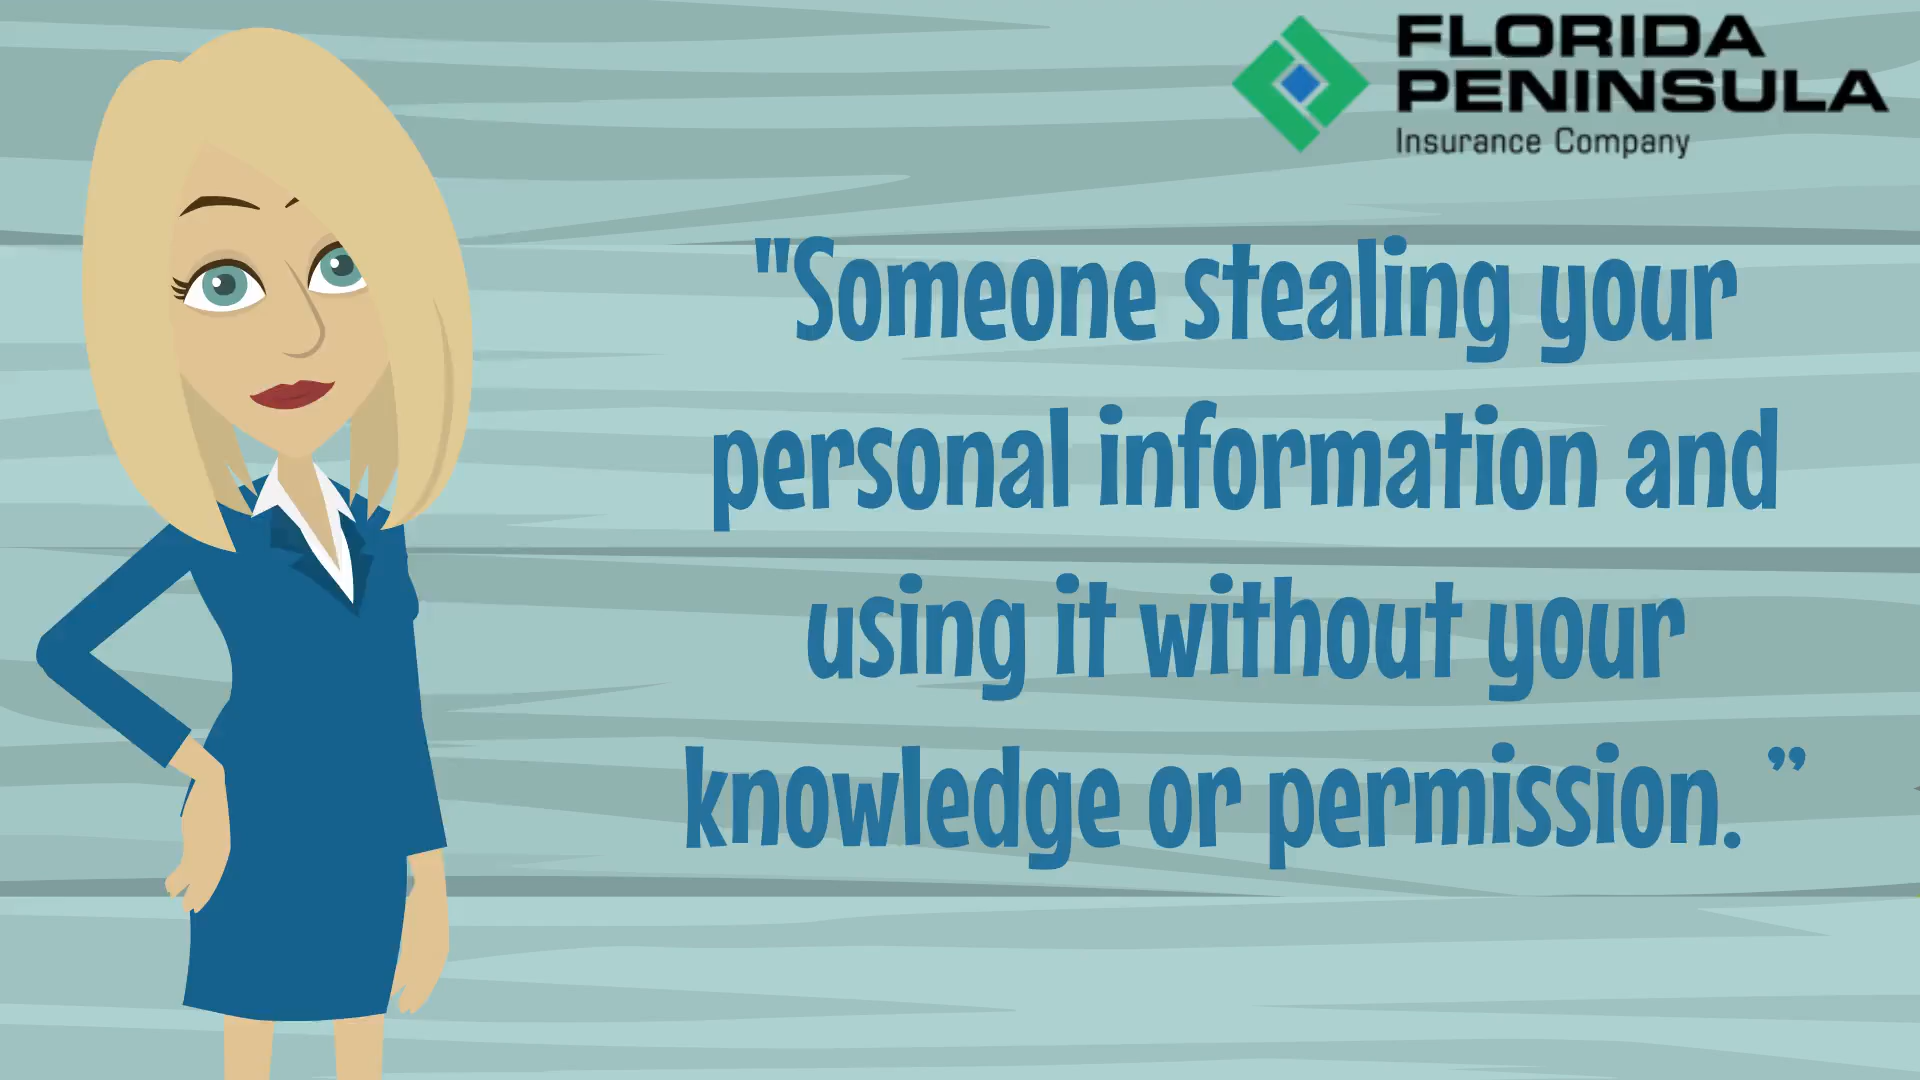 FLORIDA
PENINSULA
Insurance Company
"Someone stealing your
personal information and
using it without your
knowledge or permission. ”